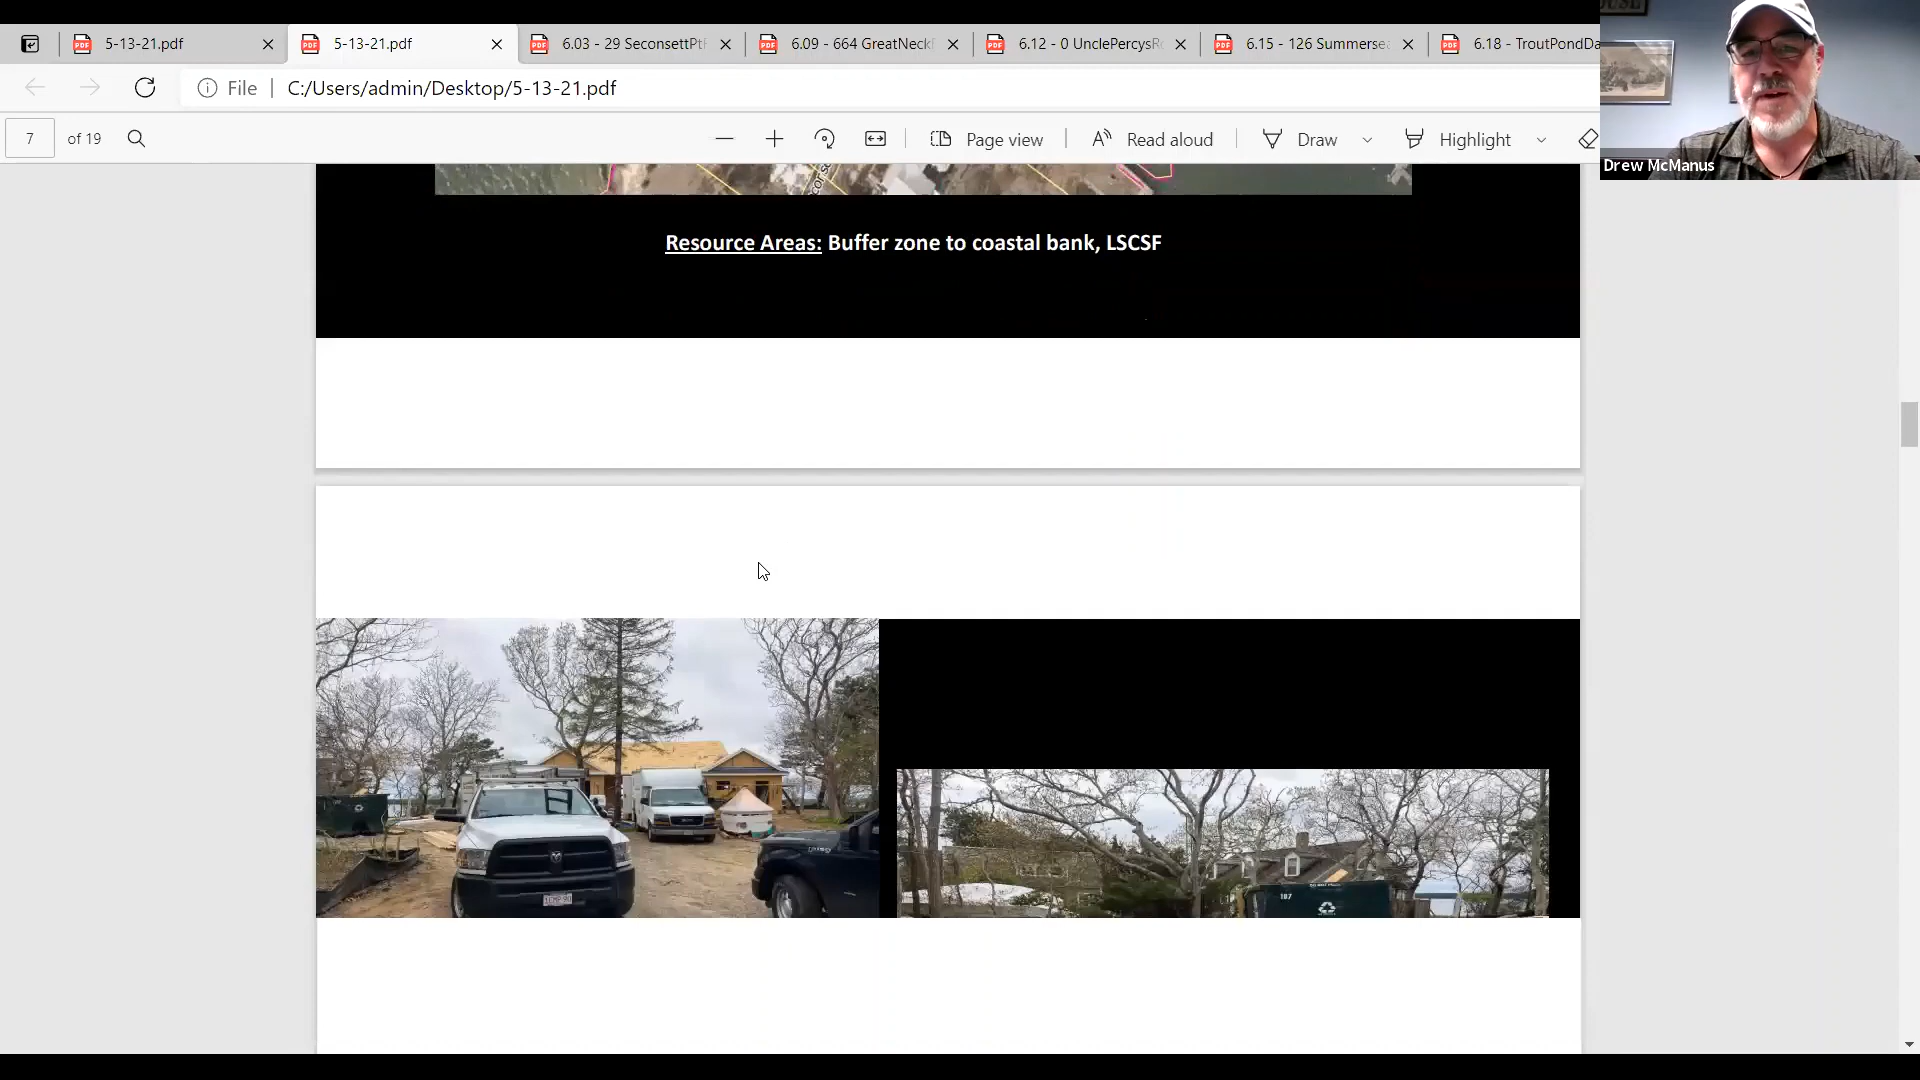 5-13-21.pdf
5-13-21.pdf
6.03 - 29 SeconsettPt
6.09 - 664 GreatNeck
6.12 - 0 UnclePercysR
6.15 - 126 Summersea
6.18 - TroutPondDa
File
C:/Users/admin/Desktop/5-13-21.pdf
7 of 19
Page view
Read aloud
Draw
Highlight
Drew McManus
Resource Areas: Buffer zone to coastal bank, LSCSF
187